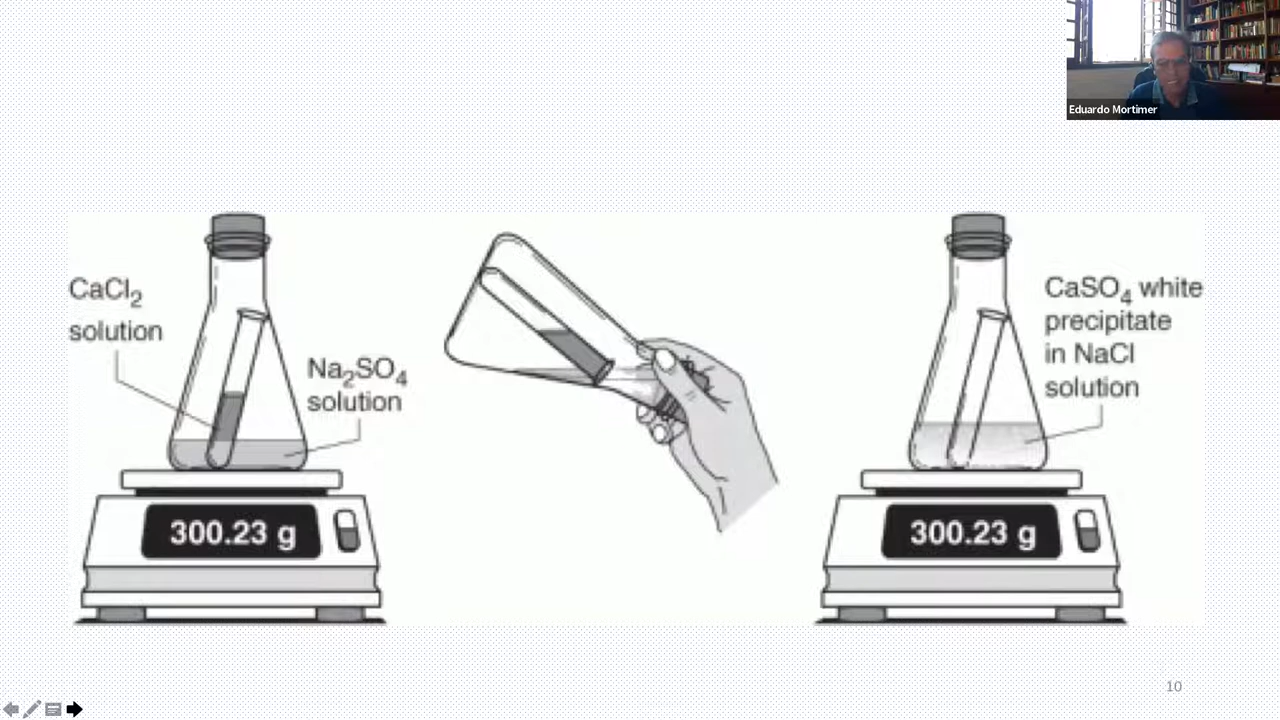 Eduardo Mortimer
CaCl₂
solution
Na₂SO₄
solution
300.23 g
CaSO₄ white
precipitate
in NaCl
solution
300.23 g
10